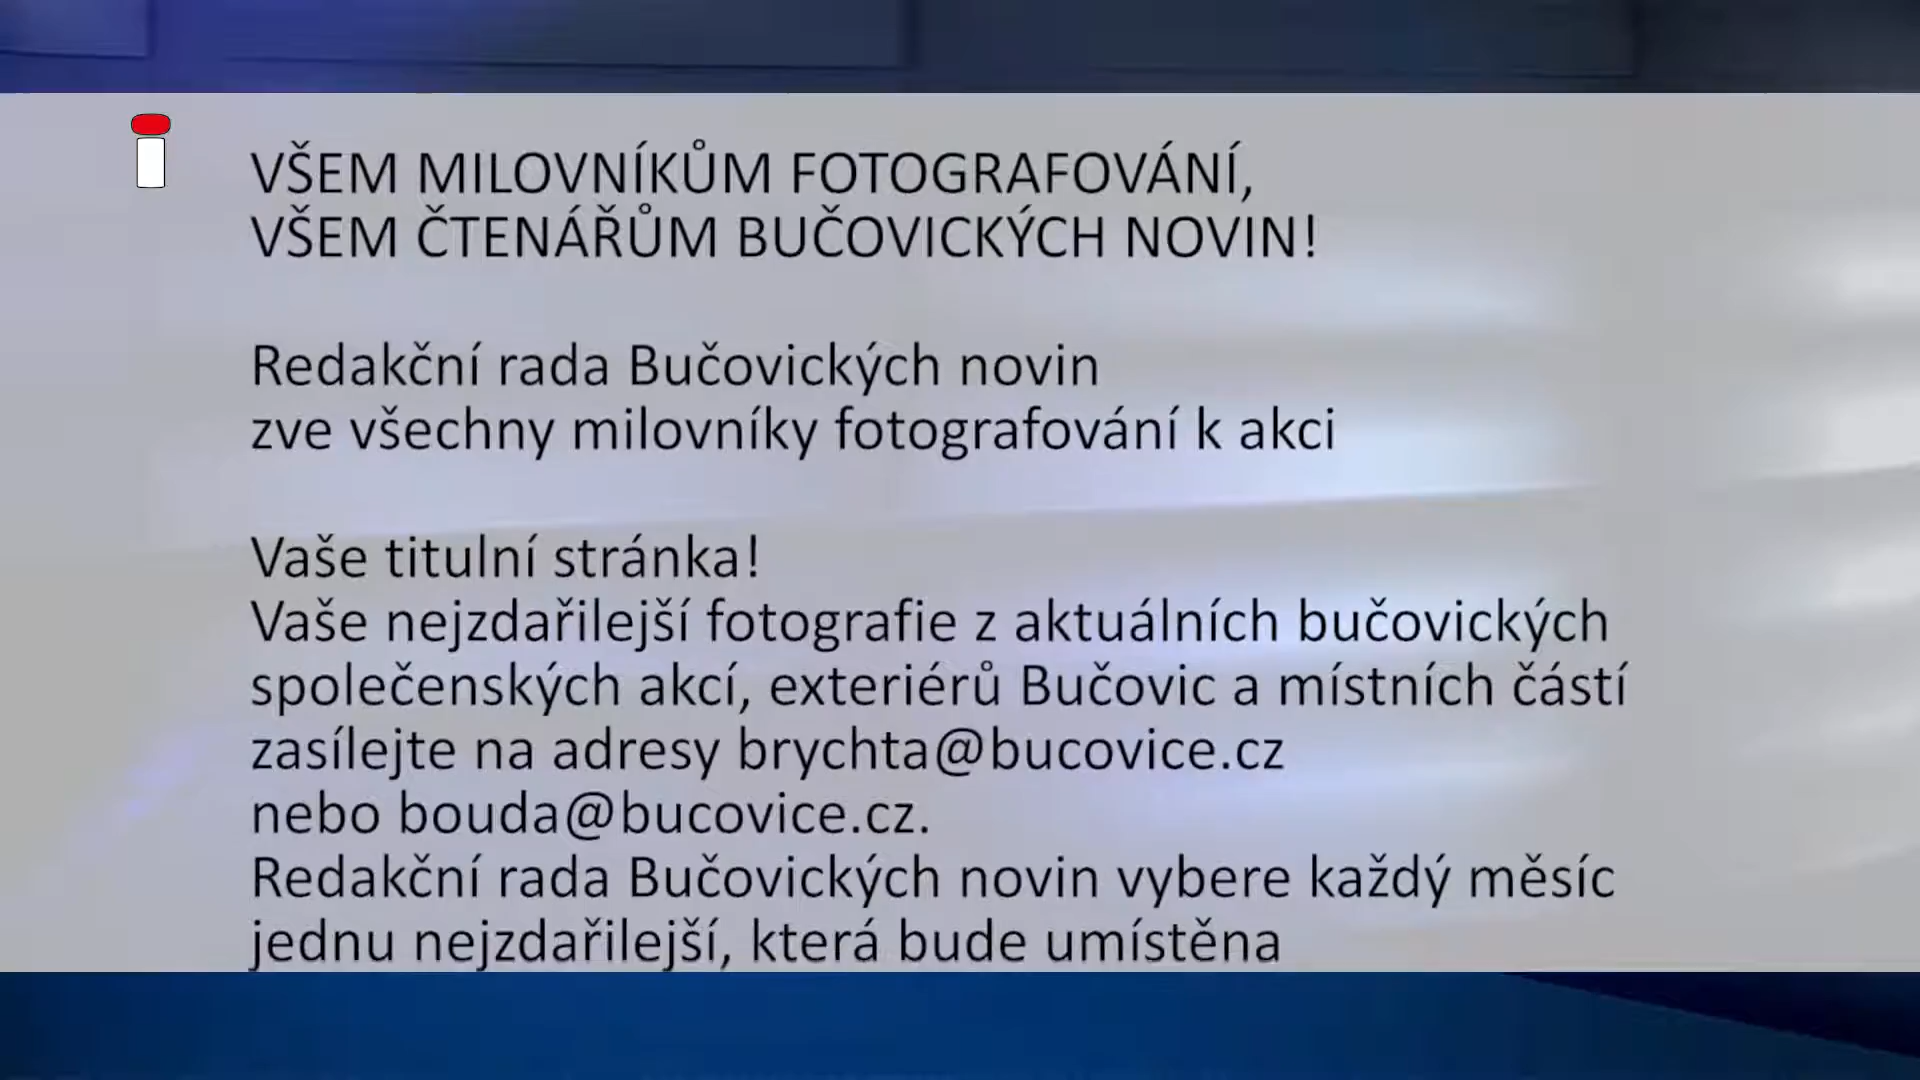 VŠEM MILOVNÍKŮM FOTOGRAFOVÁNÍ,
VŠEM ČTENÁŘŮM BUČOVICKÝCH NOVIN!
Redakční rada Bučovických novin
zve všechny milovníky fotografování k akci
Vaše titulní stránka!
Vaše nejzdařilejší fotografie z aktuálních bučovických
společenských akcí, exteriérů Bučovic a místních částí
zasílejte na adresy brychta@bucovice.cz
nebo bouda@bucovice.cz.
Redakční rada Bučovických novin vybere každý měsíc
jednu nejzdařilejší, která bude umístěna